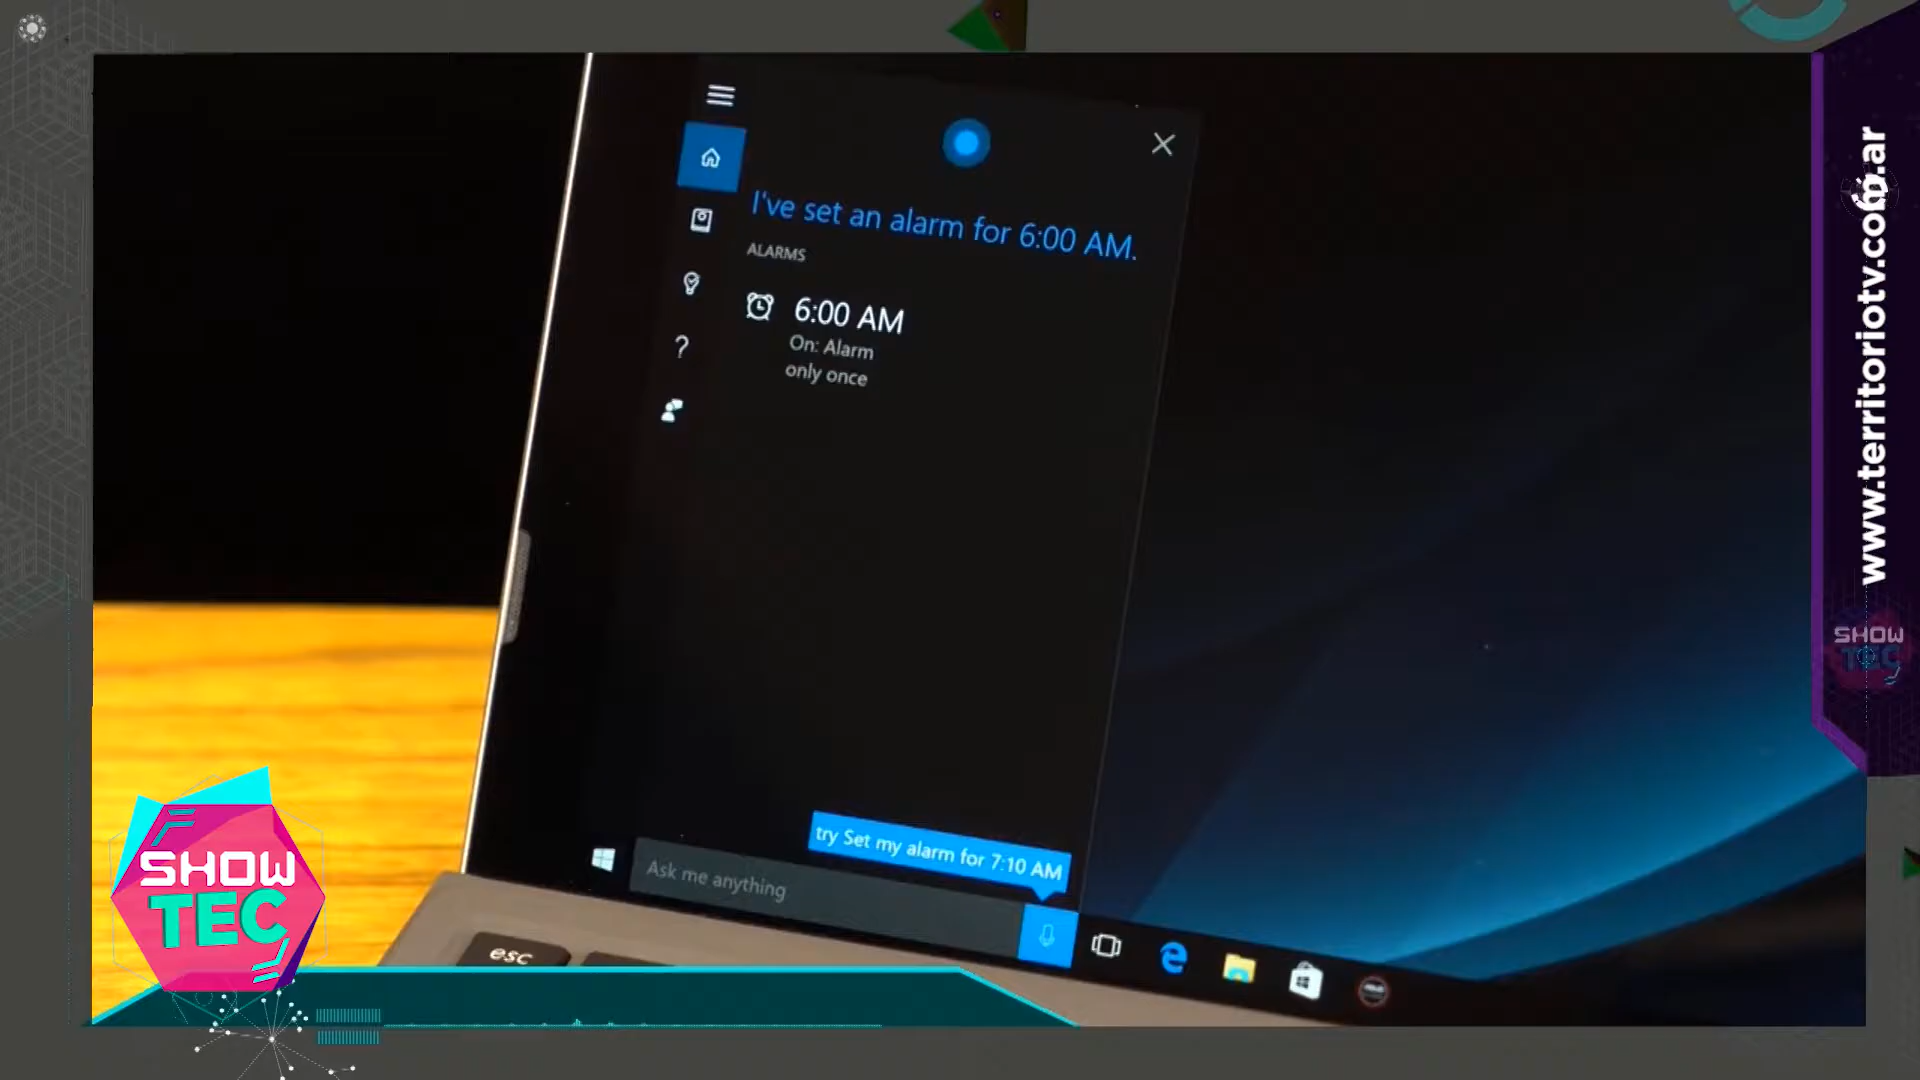 I've set an alarm for 6:00 AM.
ALARMS
6:00 AM
On: Alarm
only once
try Set my alarm for 7:10 AM
Ask me anything
esc
SHOW
TEC
www.territoriotv.com.ar
SHOW
TEC